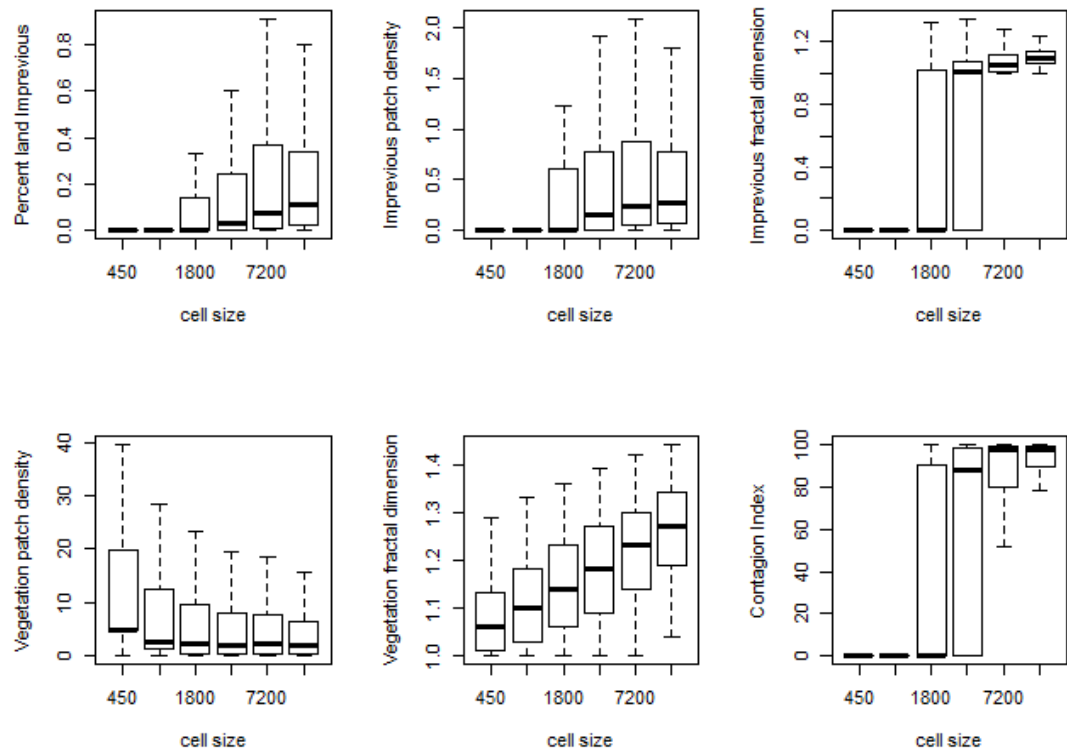 Percent land Imprevious
0.0 0.2 0.4 0.6 0.8
450 1800 7200
cell size
Imprevious patch density
0.0 0.5 1.0 1.5 2.0
450 1800 7200
cell size
Imprevious fractal dimension
0.0 0.4 0.8 1.2
450 1800 7200
cell size
Vegetation patch density
0 10 20 30 40
450 1800 7200
cell size
Vegetation fractal dimension
1.0 1.1 1.2 1.3 1.4
450 1800 7200
cell size
Contagion Index
0 20 40 60 80 100
450 1800 7200
cell size